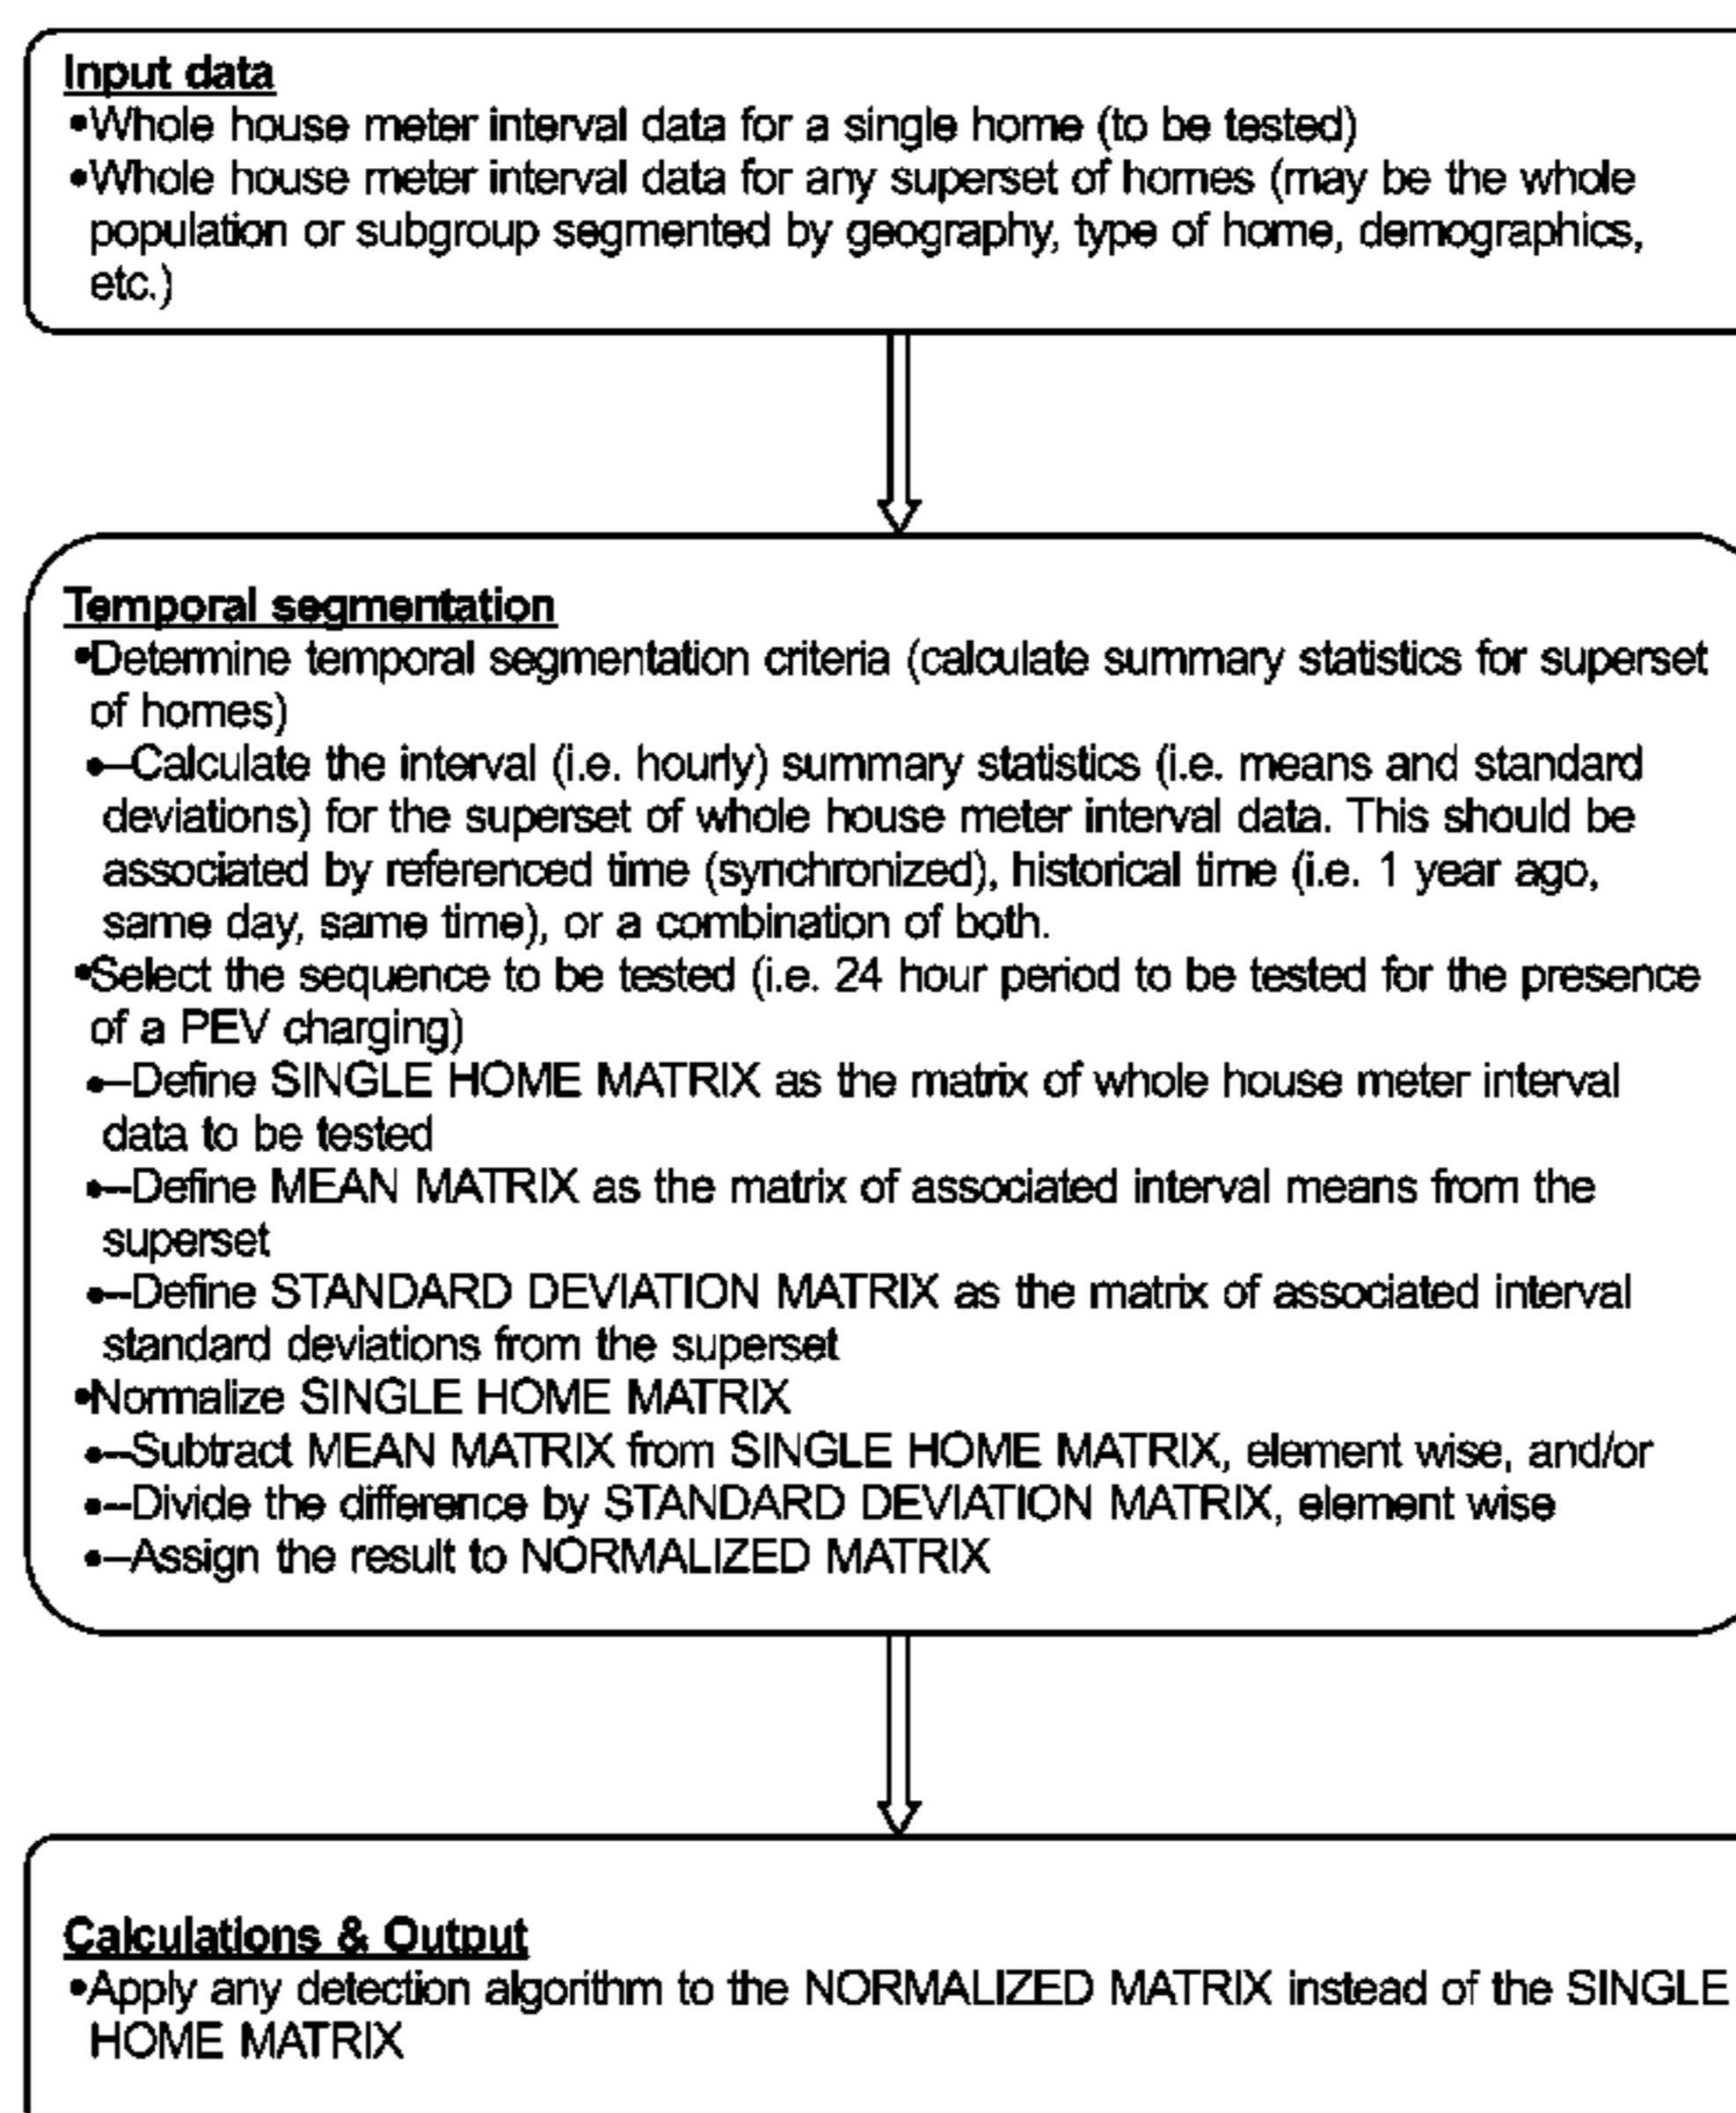 Input data
•Whole house meter interval data for a single home (to be tested)
•Whole house meter interval data for any superset of homes (may be the whole
population or subgroup segmented by geography, type of home, demographics,
etc.)
Temporal segmentation
•Determine temporal segmentation criteria (calculate summary statistics for superset
of homes)
•–Calculate the interval (i.e. hourly) summary statistics (i.e. means and standard
deviations) for the superset of whole house meter interval data. This should be
associated by referenced time (synchronized), historical time (i.e. 1 year ago,
same day, same time), or a combination of both.
•Select the sequence to be tested (i.e. 24 hour period to be tested for the presence
of a PEV charging)
•–Define SINGLE HOME MATRIX as the matrix of whole house meter interval
data to be tested
•–Define MEAN MATRIX as the matrix of associated interval means from the
superset
•–Define STANDARD DEVIATION MATRIX as the matrix of associated interval
standard deviations from the superset
•Normalize SINGLE HOME MATRIX
•–Subtract MEAN MATRIX from SINGLE HOME MATRIX, element wise, and/or
•–Divide the difference by STANDARD DEVIATION MATRIX, element wise
•–Assign the result to NORMALIZED MATRIX
Calculations & Output
•Apply any detection algorithm to the NORMALIZED MATRIX instead of the SINGLE
HOME MATRIX